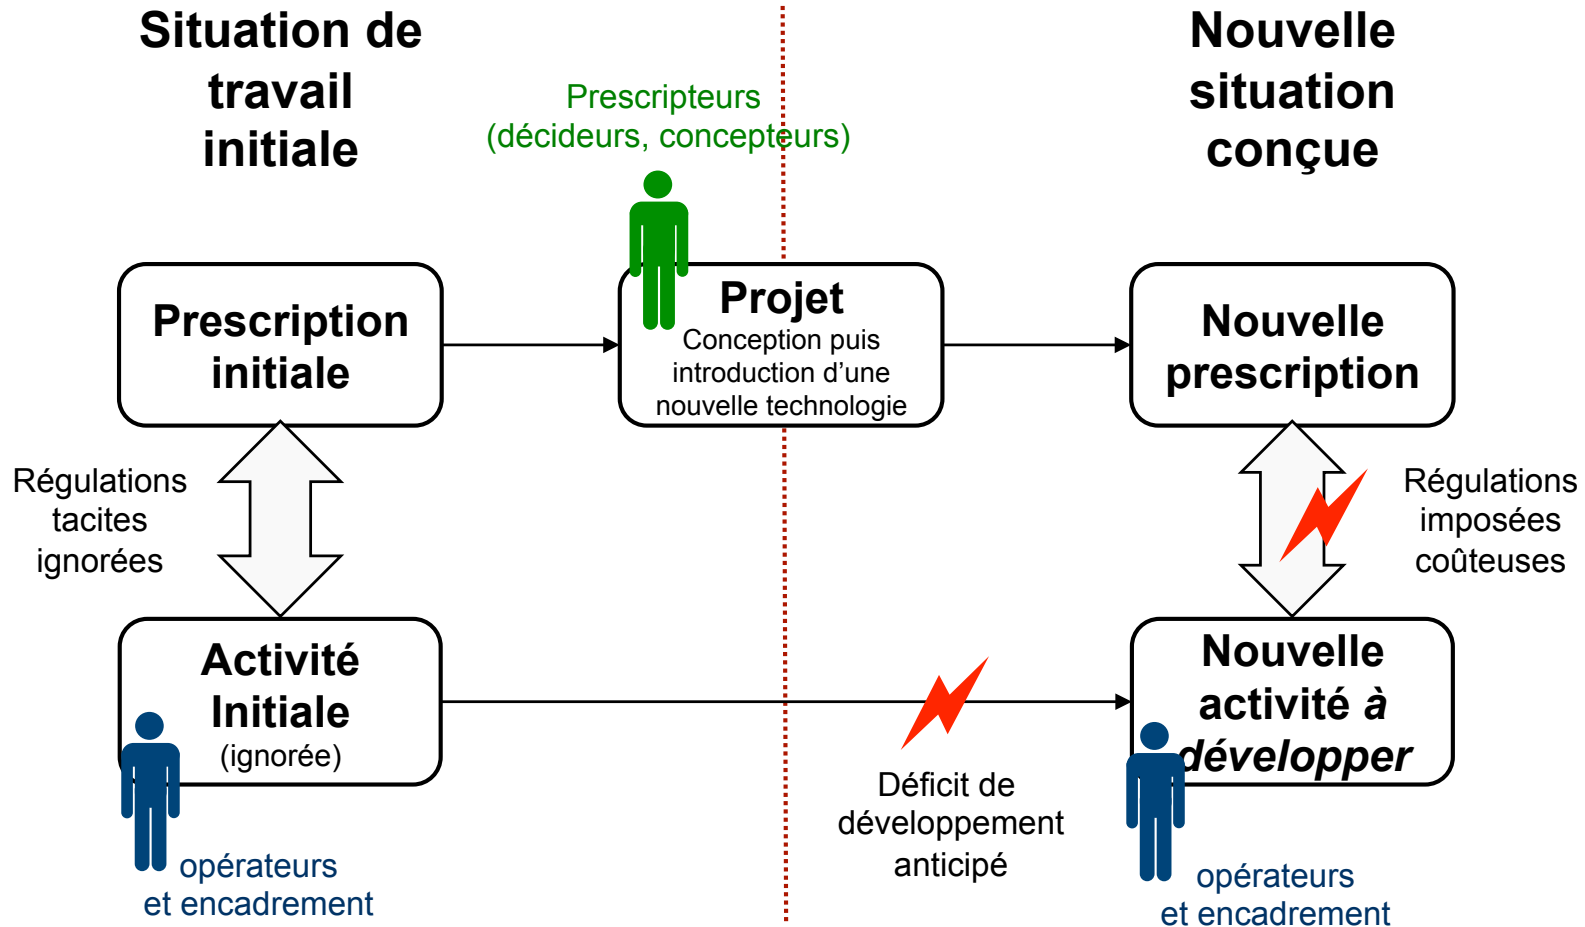 Situation de
travail
initiale
Nouvelle
situation
conçue
Prescripteurs
(décideurs, concepteurs)
Prescription
initiale
Projet
Conception puis
introduction d’une
nouvelle technologie
Nouvelle
prescription
Régulations
tacites
ignorées
Régulations
imposées
coûteuses
Activité
Initiale
(ignorée)
Nouvelle
activité à
développer
Déficit de
développement
anticipé
opérateurs
et encadrement
opérateurs
et encadrement